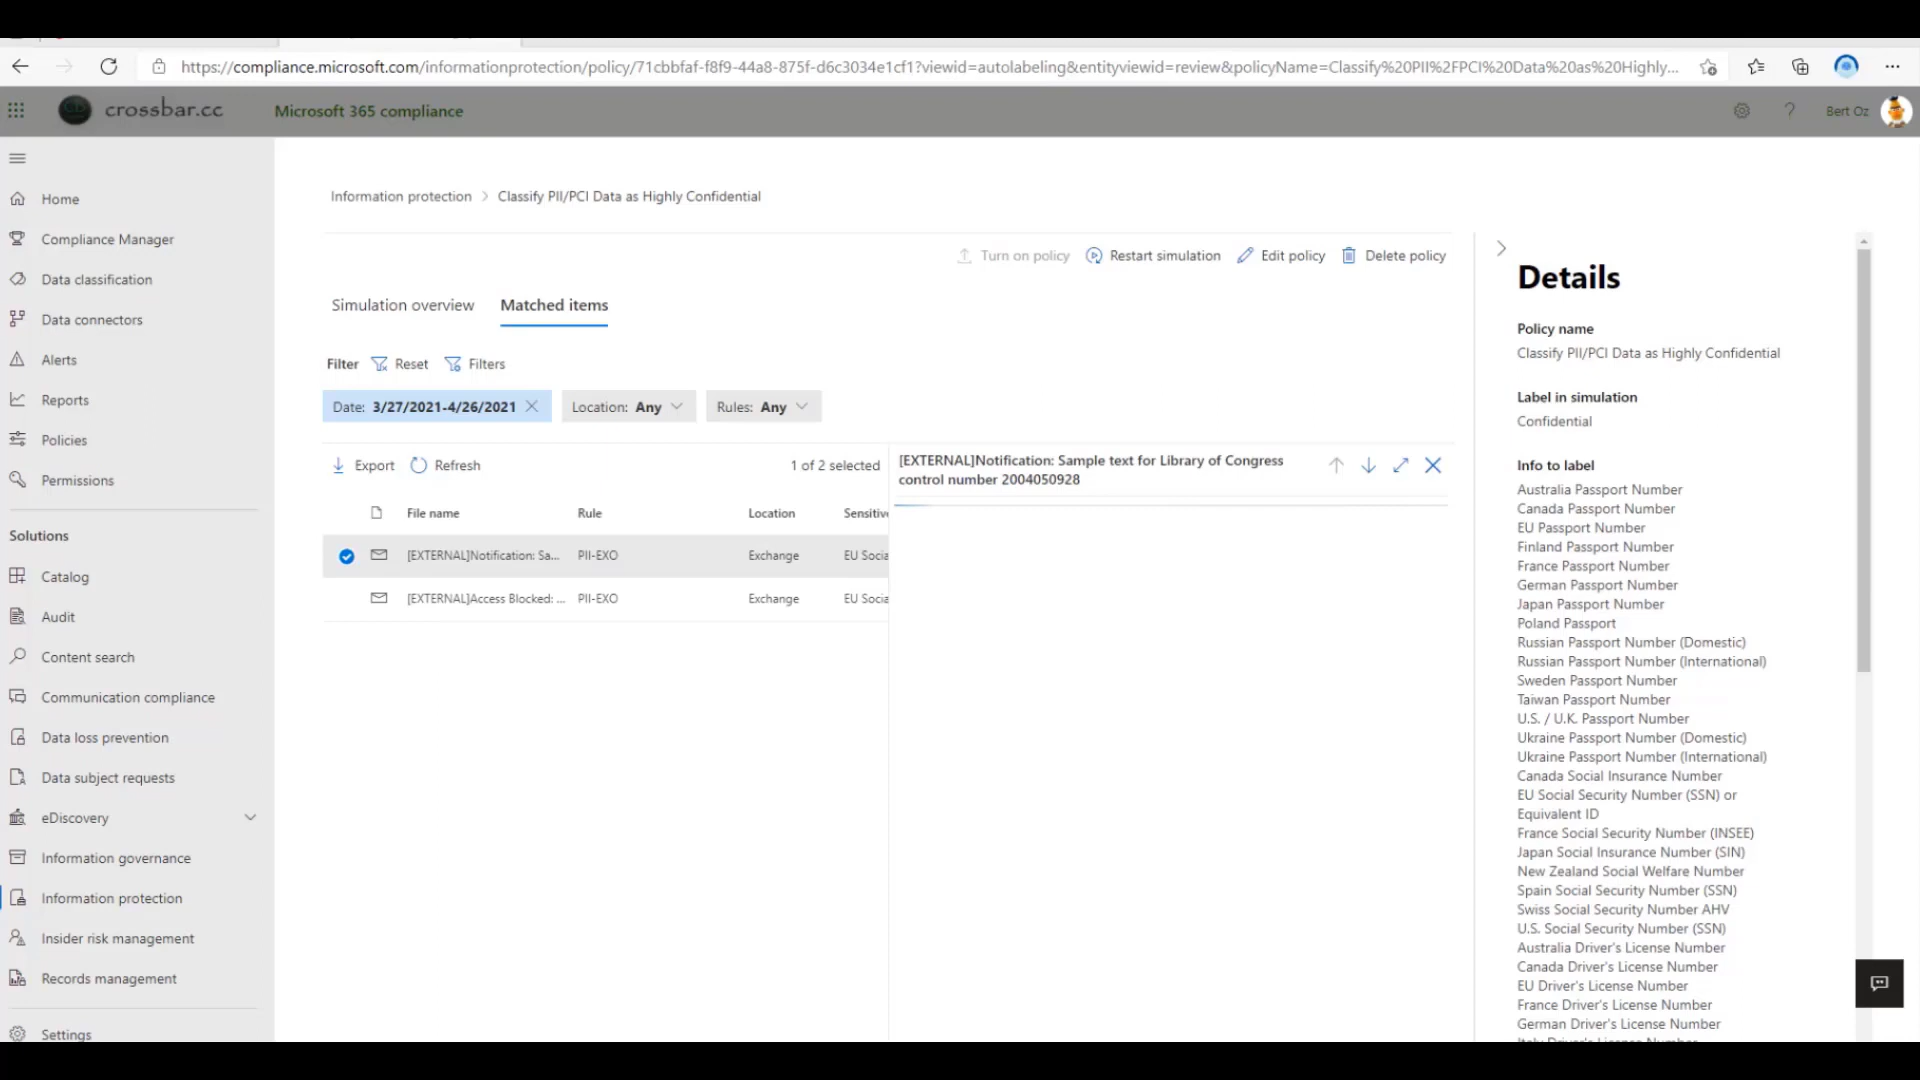 https://compliance.microsoft.com/informationprotection/policy/71cbbfaf-f8f9-44a8-875f-d6c3034e1cf1?viewid=autolabeling&entityviewid=review&policyName=Classify%20PII%2FPCI%20Data%20as%20Highly...
crossbar.cc
Microsoft 365 compliance
Bert Oz
Home
Compliance Manager
Data classification
Data connectors
Alerts
Reports
Policies
Permissions
Solutions
Catalog
Audit
Content search
Communication compliance
Data loss prevention
Data subject requests
eDiscovery
Information governance
Information protection
Insider risk management
Records management
Settings
Information protection > Classify PII/PCI Data as Highly Confidential
Turn on policy Restart simulation Edit policy Delete policy
Simulation overview Matched items
Filter Reset Filters
Date: 3/27/2021-4/26/2021 Location: Any Rules: Any
Export Refresh 1 of 2 selected
File name Rule Location Sensitive
[EXTERNAL]Notification: Sa... PII-EXO Exchange EU Socia
[EXTERNAL]Access Blocked: ... PII-EXO Exchange EU Socia
[EXTERNAL]Notification: Sample text for Library of Congress
control number 2004050928
Details
Policy name
Classify PII/PCI Data as Highly Confidential
Label in simulation
Confidential
Info to label
Australia Passport Number
Canada Passport Number
EU Passport Number
Finland Passport Number
France Passport Number
German Passport Number
Japan Passport Number
Poland Passport
Russian Passport Number (Domestic)
Russian Passport Number (International)
Sweden Passport Number
Taiwan Passport Number
U.S. / U.K. Passport Number
Ukraine Passport Number (Domestic)
Ukraine Passport Number (International)
Canada Social Insurance Number
EU Social Security Number (SSN) or
Equivalent ID
France Social Security Number (INSEE)
Japan Social Insurance Number (SIN)
New Zealand Social Welfare Number
Spain Social Security Number (SSN)
Swiss Social Security Number AHV
U.S. Social Security Number (SSN)
Australia Driver's License Number
Canada Driver's License Number
EU Driver's License Number
France Driver's License Number
German Driver's License Number